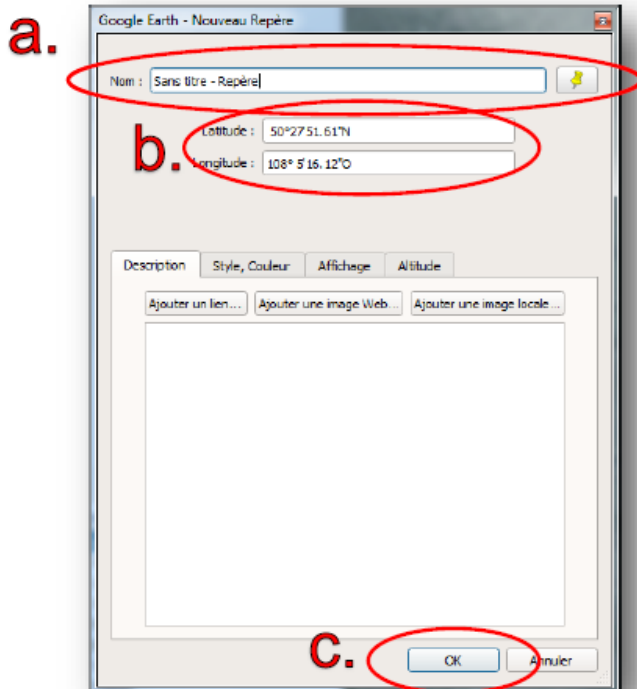 a.
Google Earth - Nouveau Repère
Nom : Sans titre - Repère
b.
Latitude : 50°27'51.61"N
Longitude : 108° 5'16.12"O
Description Style, Couleur Affichage Altitude
Ajouter un lien... Ajouter une image Web... Ajouter une image locale...
c.
OK Annuler